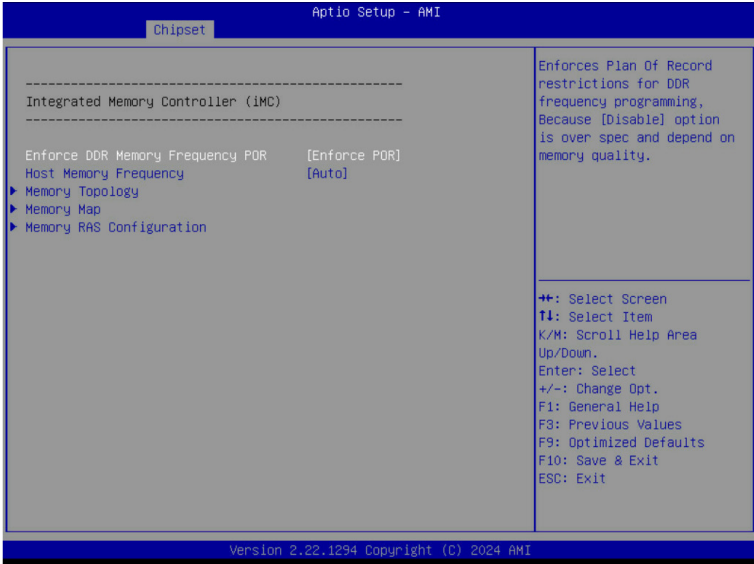 Aptio Setup – AMI
Chipset
--------------------------------------------------
Integrated Memory Controller (iMC)
--------------------------------------------------
Enforce DDR Memory Frequency POR [Enforce POR]
Host Memory Frequency [Auto]
▶ Memory Topology
▶ Memory Map
▶ Memory RAS Configuration
Enforces Plan Of Record
restrictions for DDR
frequency programming,
Because [Disable] option
is over spec and depend on
memory quality.
→←: Select Screen
↑↓: Select Item
K/M: Scroll Help Area
Up/Down.
Enter: Select
+/-: Change Opt.
F1: General Help
F3: Previous Values
F9: Optimized Defaults
F10: Save & Exit
ESC: Exit
Version 2.22.1294 Copyright (C) 2024 AMI